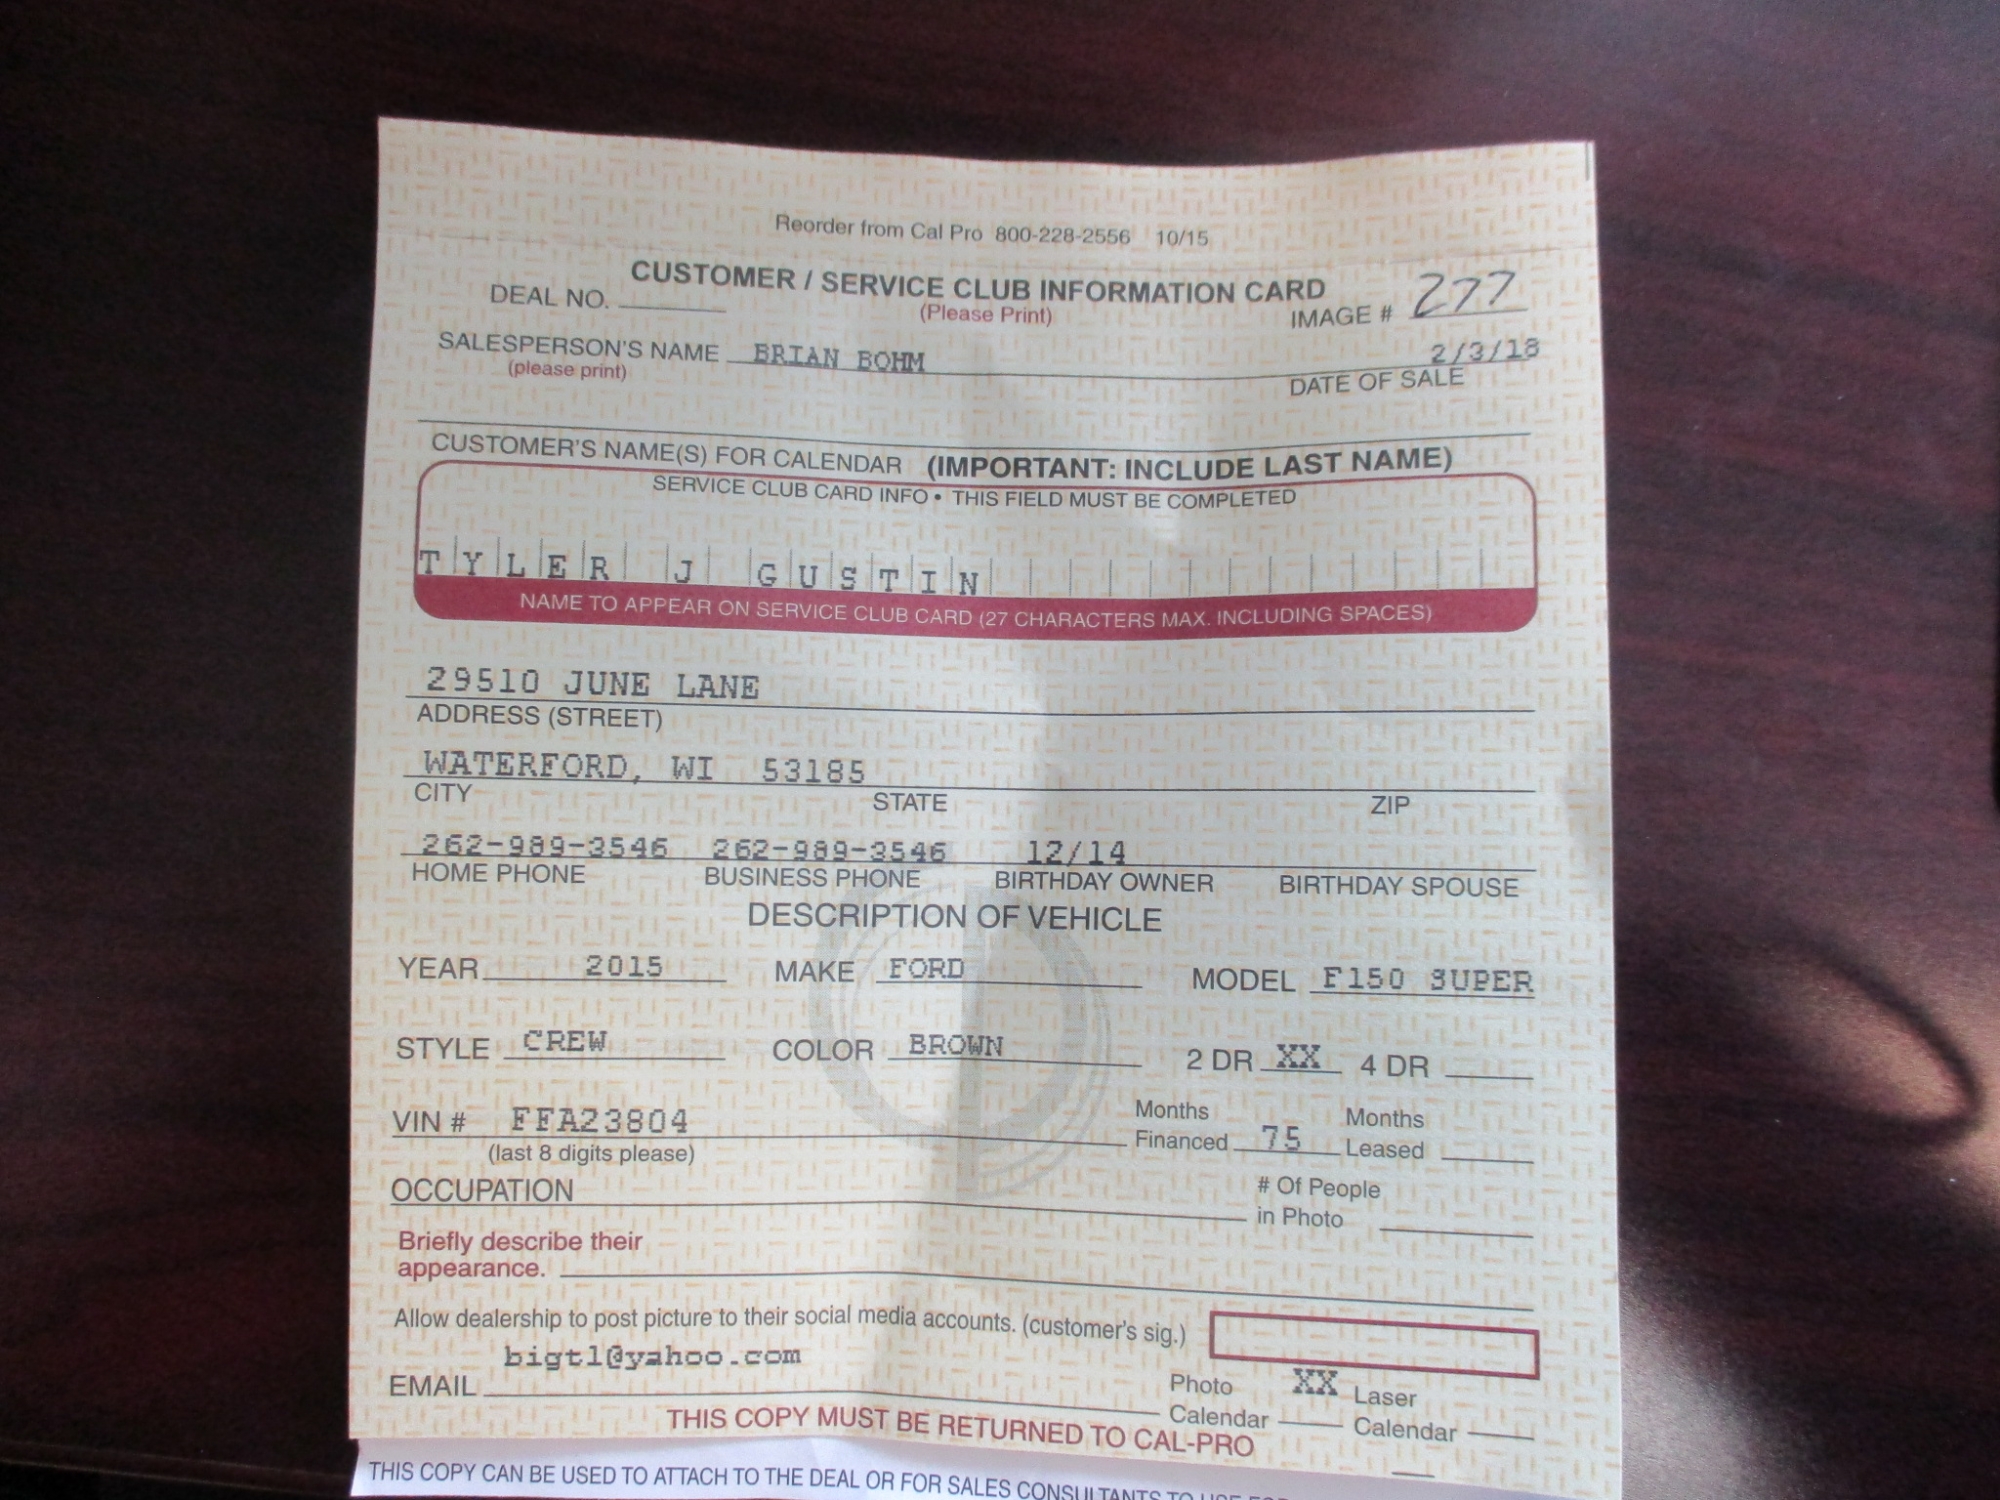 Reorder from Cal Pro 800-228-2556 10/15
CUSTOMER / SERVICE CLUB INFORMATION CARD
DEAL NO. (Please Print) IMAGE # 277
SALESPERSON'S NAME BRIAN BOHM 2/3/18
(please print) DATE OF SALE
CUSTOMER'S NAME(S) FOR CALENDAR (IMPORTANT: INCLUDE LAST NAME)
SERVICE CLUB CARD INFO • THIS FIELD MUST BE COMPLETED
TYLER J GUSTIN
NAME TO APPEAR ON SERVICE CLUB CARD (27 CHARACTERS MAX. INCLUDING SPACES)
29510 JUNE LANE
ADDRESS (STREET)
WATERFORD, WI 53185
CITY STATE ZIP
262-989-3546 262-989-3546 12/14
HOME PHONE BUSINESS PHONE BIRTHDAY OWNER BIRTHDAY SPOUSE
DESCRIPTION OF VEHICLE
YEAR 2015 MAKE FORD MODEL F150 SUPER
STYLE CREW COLOR BROWN 2 DR XX 4 DR
VIN # FFA23804 Months Financed 75 Months Leased
(last 8 digits please)
OCCUPATION # Of People in Photo
Briefly describe their
appearance.
Allow dealership to post picture to their social media accounts. (customer's sig.)
bigtl@yahoo.com
EMAIL Photo Calendar XX Laser Calendar
THIS COPY MUST BE RETURNED TO CAL-PRO
THIS COPY CAN BE USED TO ATTACH TO THE DEAL OR FOR SALES CONSULTANTS TO USE FOR